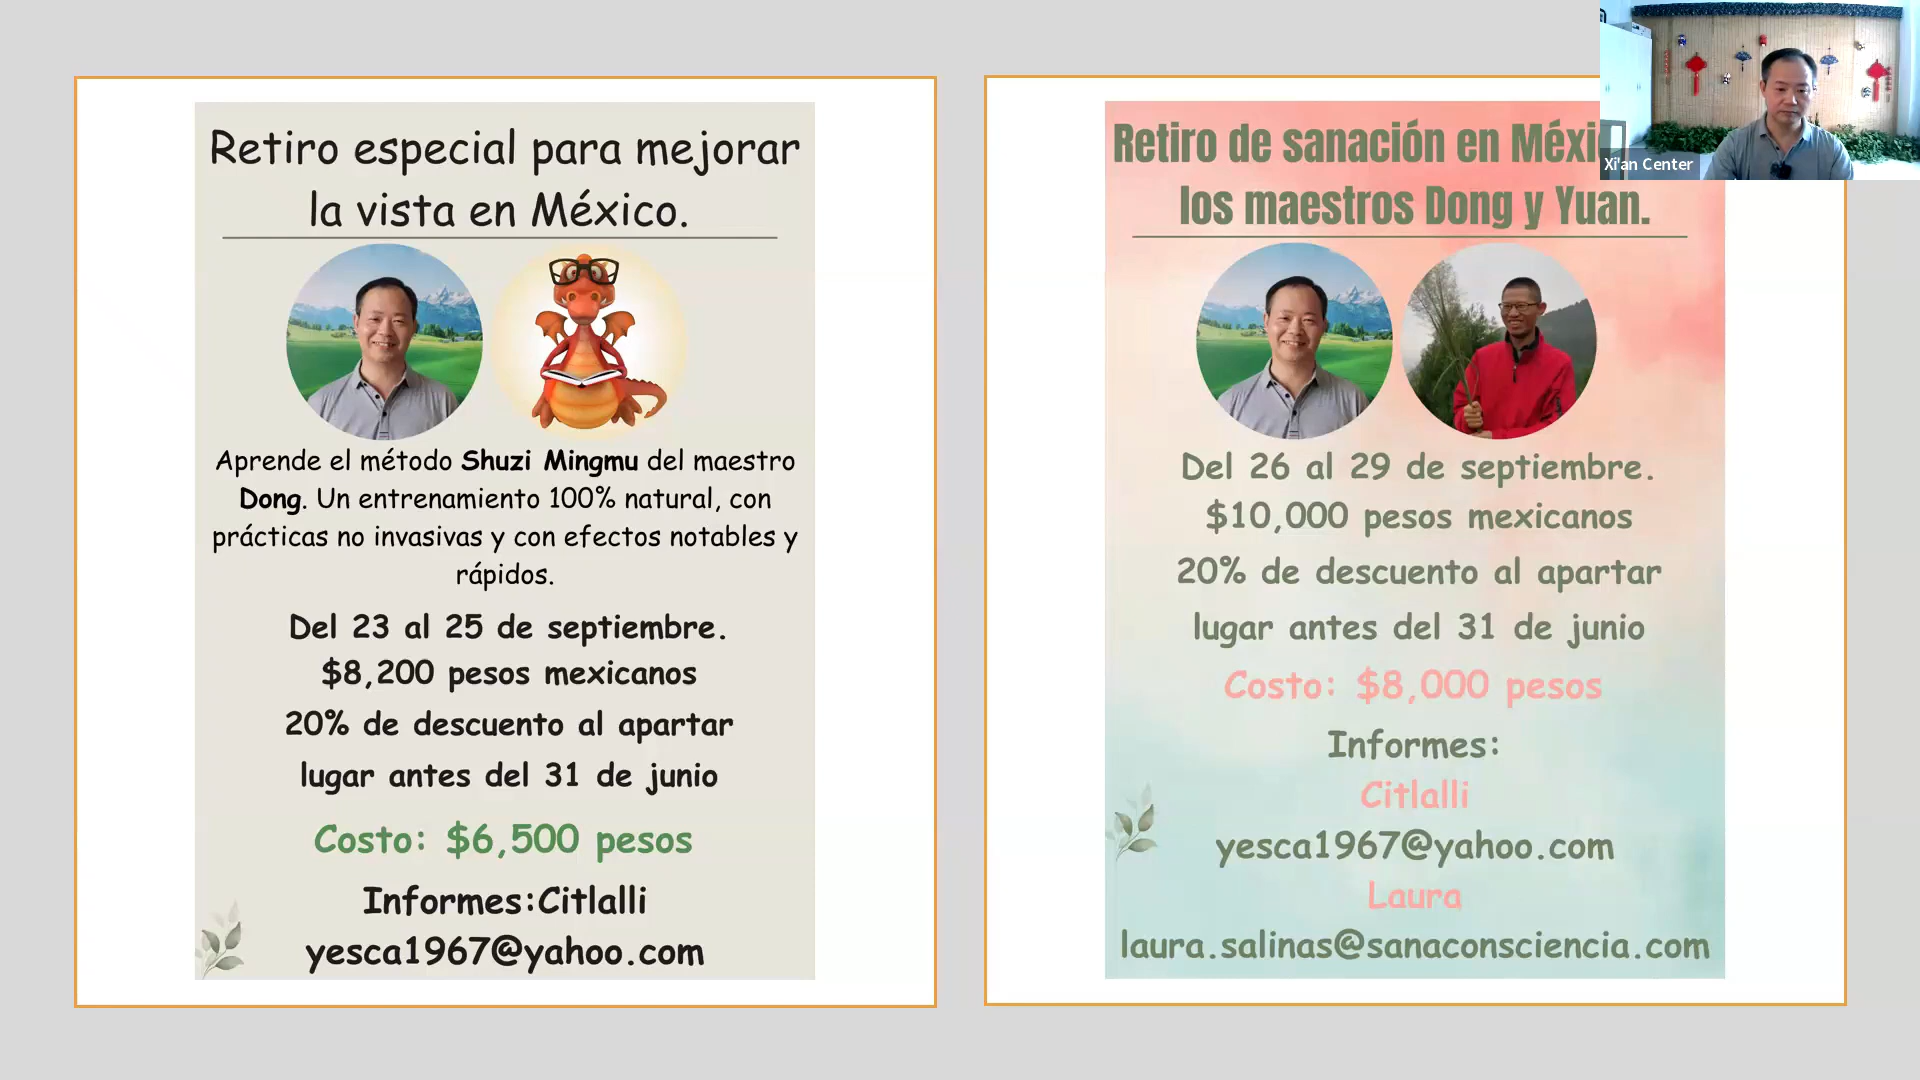 Retiro especial para mejorar
la vista en México.
Aprende el método Shuzi Mingmu del maestro
Dong. Un entrenamiento 100% natural, con
prácticas no invasivas y con efectos notables y
rápidos.
Del 23 al 25 de septiembre.
$8,200 pesos mexicanos
20% de descuento al apartar
lugar antes del 31 de junio
Costo: $6,500 pesos
Informes:Citlalli
yesca1967@yahoo.com
Retiro de sanación en Méxi
los maestros Dong y Yuan.
Del 26 al 29 de septiembre.
$10,000 pesos mexicanos
20% de descuento al apartar
lugar antes del 31 de junio
Costo: $8,000 pesos
Informes:
Citlalli
yesca1967@yahoo.com
Laura
laura.salinas@sanaconsciencia.com
Xi'an Center